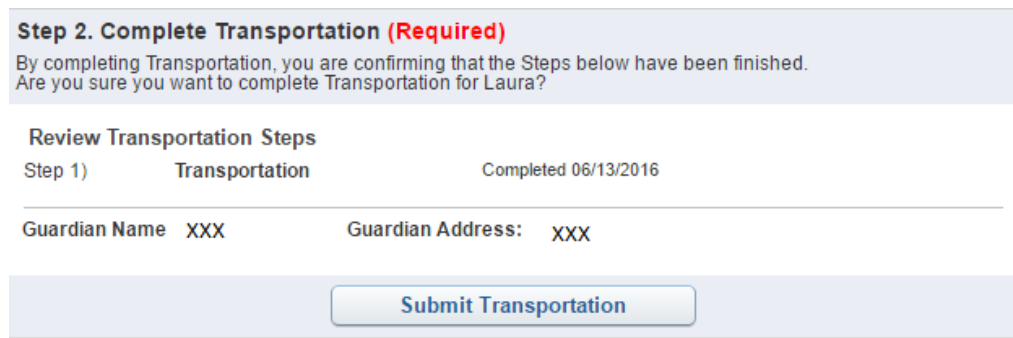 Step 2. Complete Transportation (Required)
By completing Transportation, you are confirming that the Steps below have been finished.
Are you sure you want to complete Transportation for Laura?
Review Transportation Steps
Step 1) Transportation Completed 06/13/2016
Guardian Name XXX Guardian Address: XXX
Submit Transportation